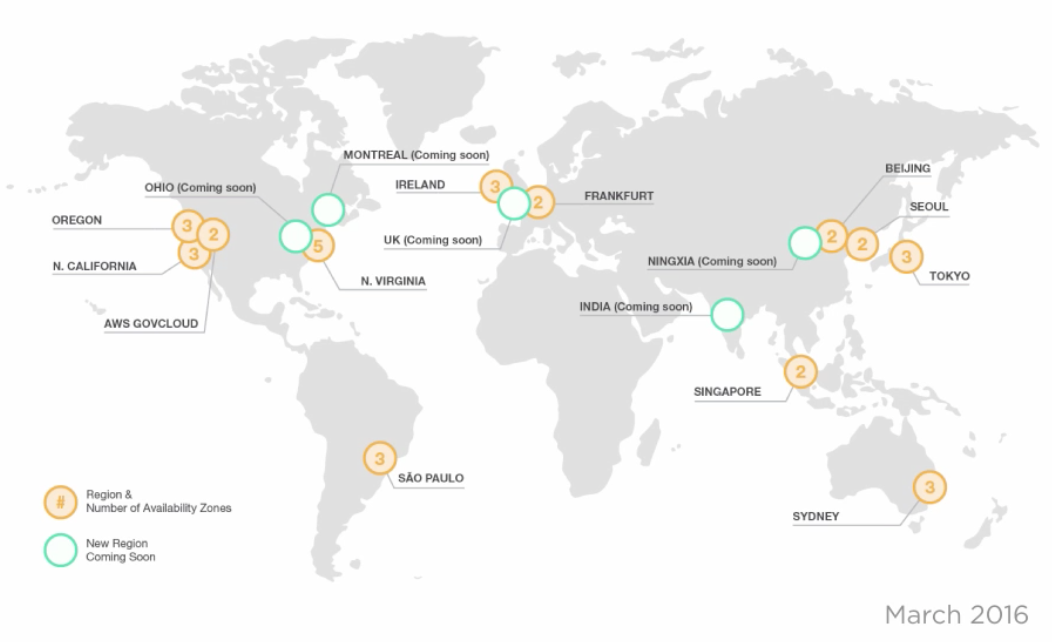 MONTREAL (Coming soon)
BEIJING
OHIO (Coming soon)
IRELAND
3
FRANKFURT
2
SEOUL
OREGON
3
2
5
UK (Coming soon)
2
2
3
N. CALIFORNIA
3
N. VIRGINIA
NINGXIA (Coming soon)
TOKYO
AWS GOVCLOUD
INDIA (Coming soon)
2
SINGAPORE
3
SÃO PAULO
3
SYDNEY
#
Region &
Number of Availability Zones
New Region
Coming Soon
March 2016